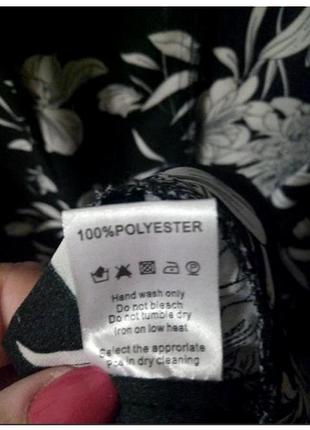 100%POLYESTER
Hand wash only
Do not bleach
Do not tumble dry
Iron on low heat
Select the approriate
in dry cleaning